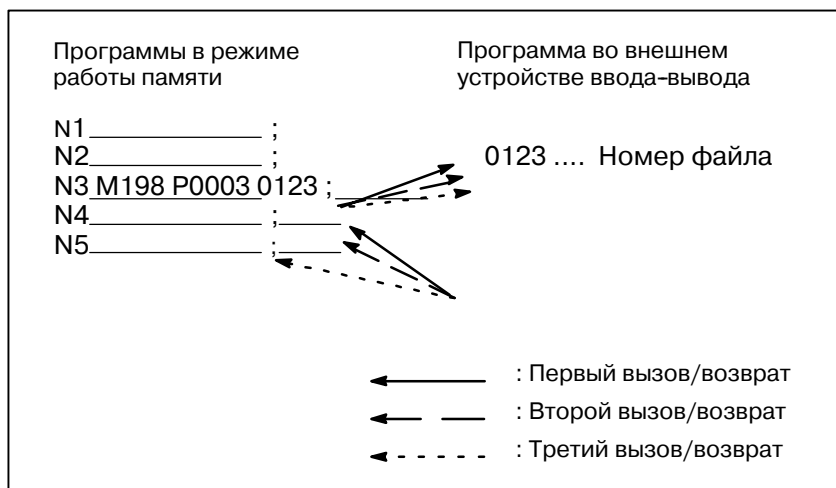 Программы в режиме
работы памяти
Программа во внешнем
устройстве ввода-вывода
N1 ;
N2 ;
N3 M198 P0003 0123 ;
N4 ;
N5 ;
0123 .... Номер файла
: Первый вызов/возврат
: Второй вызов/возврат
: Третий вызов/возврат